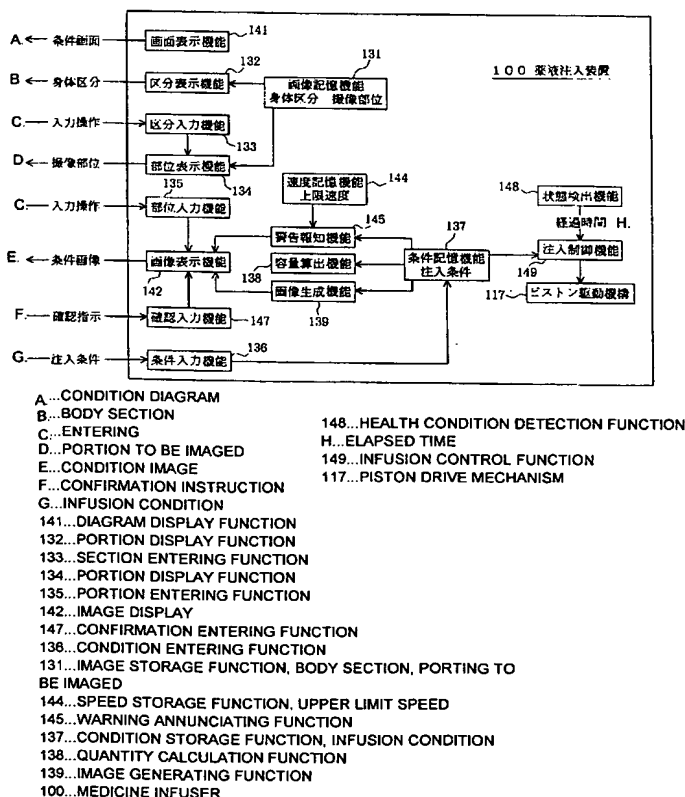 A. 条件画面
画面表示機能 141
B 身体区分
区分表示機能 132
131
画像記憶機能
身体区分 撮像部位
100 薬液注入装置
C. 入力操作
区分入力機能 133
D 撮像部位
部位表示機能 134
135
C. 入力操作
部位入力機能
速度記憶機能
上限速度
144
148 状態検出機能
経過時間 H.
145
警告報知機能
137
条件記憶機能
注入条件
注入制御機能
149
E. 条件画像
画像表示機能
142
容量算出機能
138
画像生成機能
139
117 ピストン駆動機構
F. 確認指示
確認入力機能 147
G. 注入条件
条件入力機能 136
A...CONDITION DIAGRAM
B...BODY SECTION
C...ENTERING
D...PORTION TO BE IMAGED
E...CONDITION IMAGE
F...CONFIRMATION INSTRUCTION
G...INFUSION CONDITION
141...DIAGRAM DISPLAY FUNCTION
132...PORTION DISPLAY FUNCTION
133...SECTION ENTERING FUNCTION
134...PORTION DISPLAY FUNCTION
135...PORTION ENTERING FUNCTION
142...IMAGE DISPLAY
147...CONFIRMATION ENTERING FUNCTION
136...CONDITION ENTERING FUNCTION
131...IMAGE STORAGE FUNCTION, BODY SECTION, PORTING TO
BE IMAGED
144...SPEED STORAGE FUNCTION, UPPER LIMIT SPEED
145...WARNING ANNUNCIATING FUNCTION
137...CONDITION STORAGE FUNCTION, INFUSION CONDITION
138...QUANTITY CALCULATION FUNCTION
139...IMAGE GENERATING FUNCTION
100...MEDICINE INFUSER
148...HEALTH CONDITION DETECTION FUNCTION
H...ELAPSED TIME
149...INFUSION CONTROL FUNCTION
117...PISTON DRIVE MECHANISM